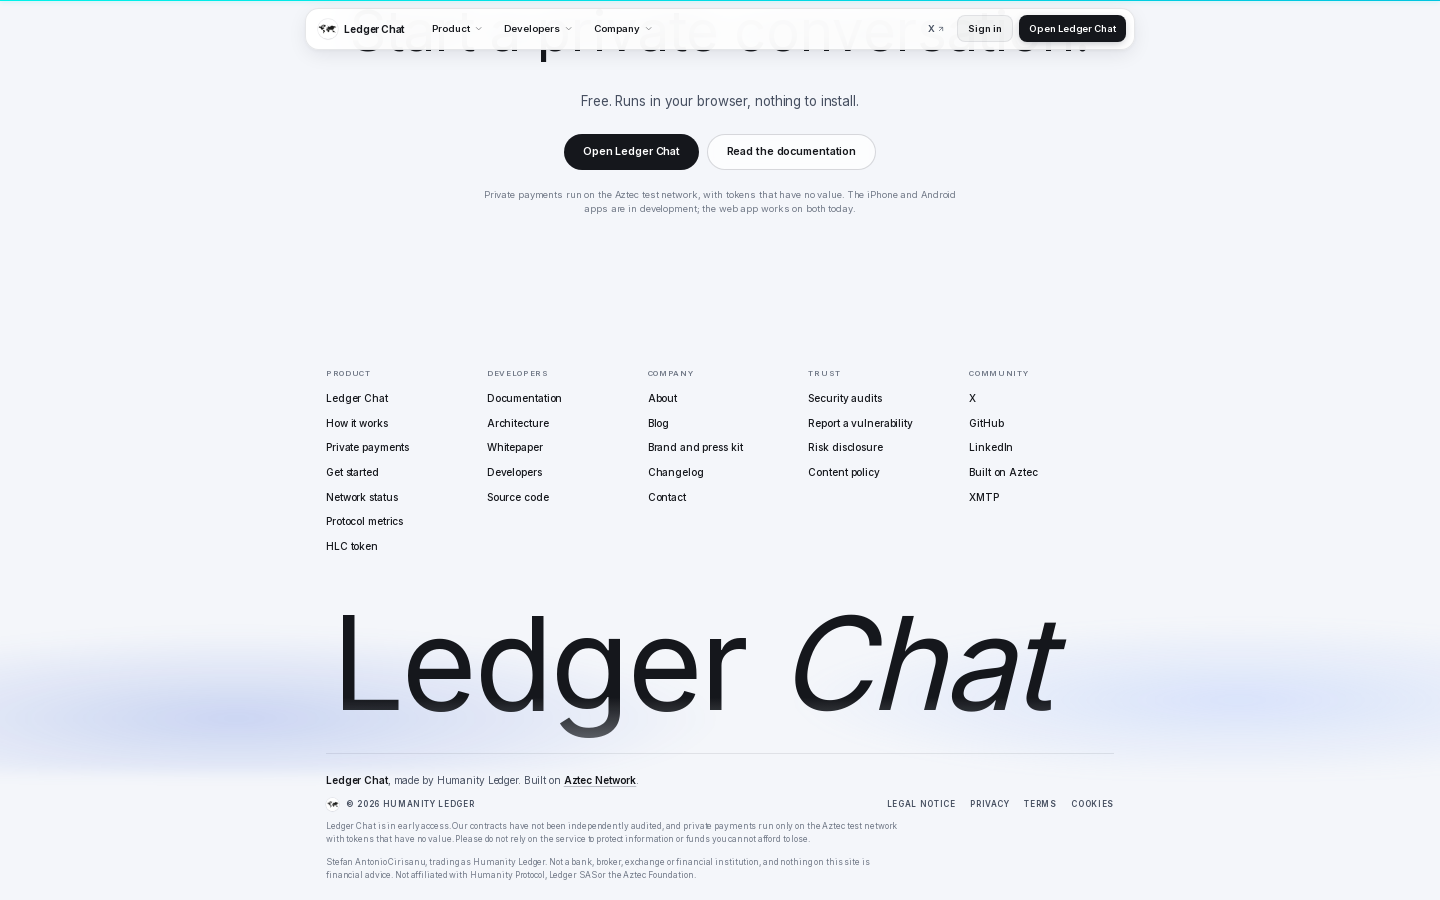 Ledger Chat
Product
Developers
Company
X
Sign in
Open Ledger Chat
Start a private conversation.
Free. Runs in your browser, nothing to install.
Open Ledger Chat
Read the documentation
Private payments run on the Aztec test network, with tokens that have no value. The iPhone and Android
apps are in development; the web app works on both today.
PRODUCT
Ledger Chat
How it works
Private payments
Get started
Network status
Protocol metrics
HLC token
DEVELOPERS
Documentation
Architecture
Whitepaper
Developers
Source code
COMPANY
About
Blog
Brand and press kit
Changelog
Contact
TRUST
Security audits
Report a vulnerability
Risk disclosure
Content policy
COMMUNITY
X
GitHub
LinkedIn
Built on Aztec
XMTP
Ledger Chat
Ledger Chat, made by Humanity Ledger. Built on Aztec Network.
© 2026 HUMANITY LEDGER
LEGAL NOTICE
PRIVACY
TERMS
COOKIES
Ledger Chat is in early access. Our contracts have not been independently audited, and private payments run only on the Aztec test network
with tokens that have no value. Please do not rely on the service to protect information or funds you cannot afford to lose.
Stefan Antonio Cirisanu, trading as Humanity Ledger. Not a bank, broker, exchange or financial institution, and nothing on this site is
financial advice. Not affiliated with Humanity Protocol, Ledger SAS or the Aztec Foundation.